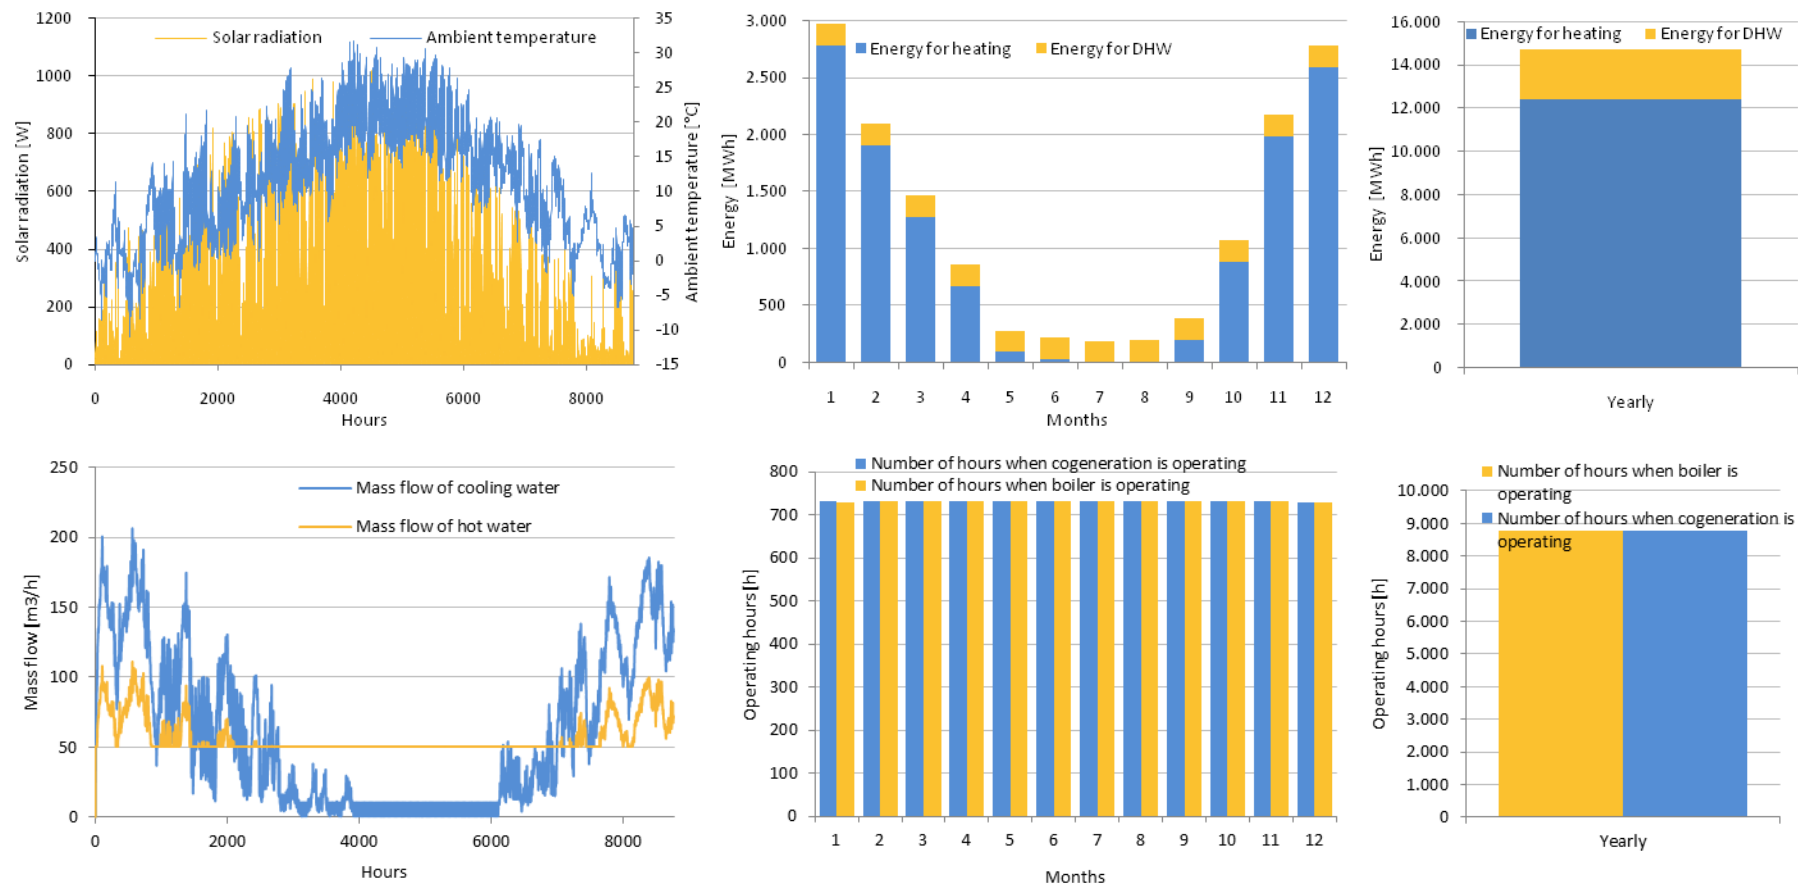 Solar radiation
Ambient temperature
1200
1000
800
600
400
200
0
Solar radiation [W]
35
30
25
20
15
10
5
0
-5
-10
-15
Ambient temperature [°C]
0
2000
4000
6000
8000
Hours
Energy for heating
Energy for DHW
3.000
2.500
2.000
1.500
1.000
500
0
Energy [MWh]
1 2 3 4 5 6 7 8 9 10 11 12
Months
Energy for heating
Energy for DHW
16.000
14.000
12.000
10.000
8.000
6.000
4.000
2.000
0
Energy [MWh]
Yearly
Mass flow of cooling water
Mass flow of hot water
250
200
150
100
50
0
Mass flow [m3/h]
0
2000
4000
6000
8000
Hours
Number of hours when cogeneration is operating
Number of hours when boiler is operating
800
700
600
500
400
300
200
100
0
Operating hours [h]
1 2 3 4 5 6 7 8 9 10 11 12
Months
Number of hours when boiler is
operating
Number of hours when cogeneration is
operating
10.000
9.000
8.000
7.000
6.000
5.000
4.000
3.000
2.000
1.000
0
Operating hours [h]
Yearly